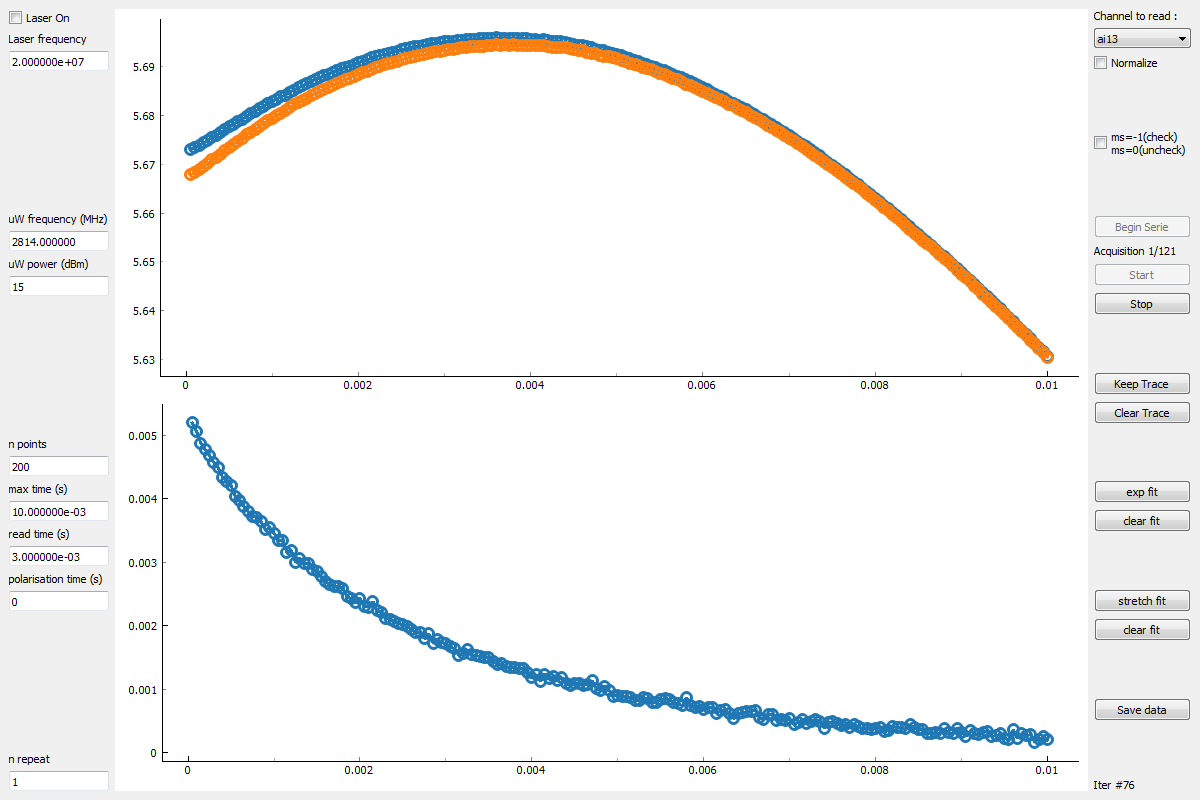 Laser On
Laser frequency
2.000000e+07
uW frequency (MHz)
2814.000000
uW power (dBm)
15
n points
200
max time (s)
10.000000e-03
read time (s)
3.000000e-03
polarisation time (s)
0
n repeat
1
5.69
5.68
5.67
5.66
5.65
5.64
5.63
0
0.002
0.004
0.006
0.008
0.01
0.005
0.004
0.003
0.002
0.001
0
0
0.002
0.004
0.006
0.008
0.01
Channel to read :
ai13
Normalize
ms=-1(check)
ms=0(uncheck)
Begin Serie
Acquisition 1/121
Start
Stop
Keep Trace
Clear Trace
exp fit
clear fit
stretch fit
clear fit
Save data
Iter #76